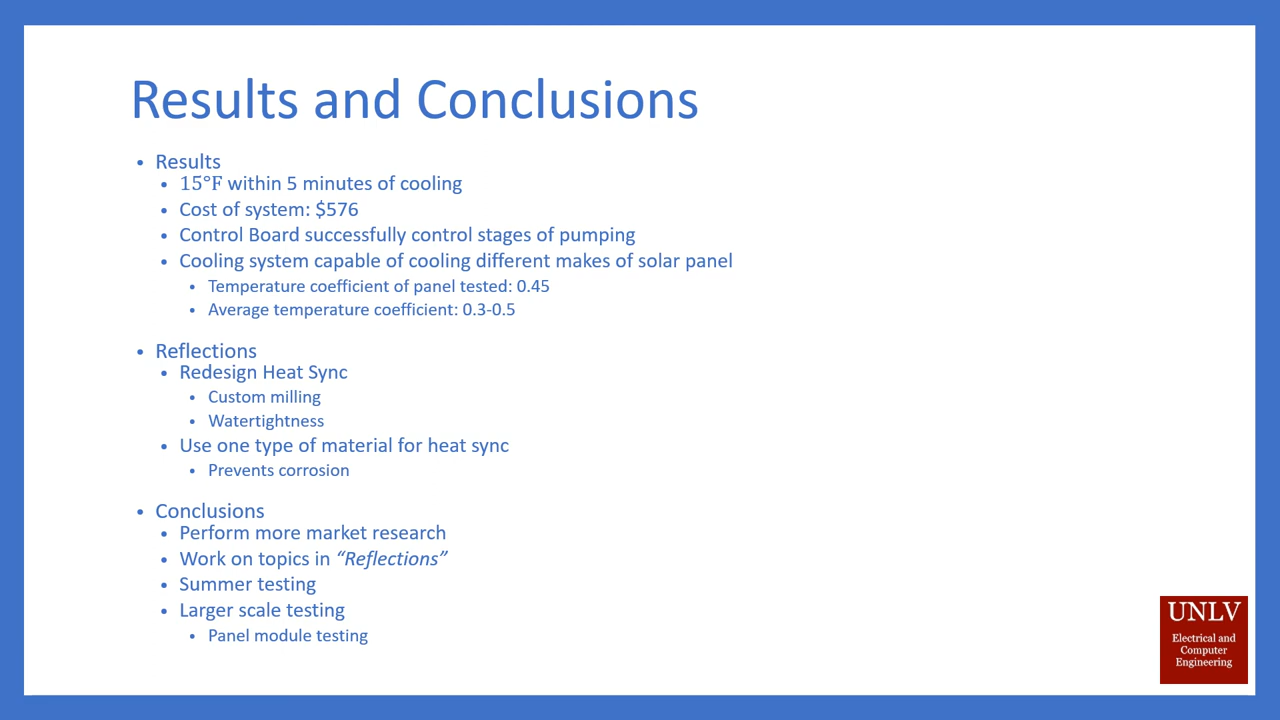 Results and Conclusions
• Results
• 15°F within 5 minutes of cooling
• Cost of system: $576
• Control Board successfully control stages of pumping
• Cooling system capable of cooling different makes of solar panel
• Temperature coefficient of panel tested: 0.45
• Average temperature coefficient: 0.3-0.5
• Reflections
• Redesign Heat Sync
• Custom milling
• Watertightness
• Use one type of material for heat sync
• Prevents corrosion
• Conclusions
• Perform more market research
• Work on topics in “Reflections”
• Summer testing
• Larger scale testing
• Panel module testing
UNLV
Electrical and
Computer
Engineering